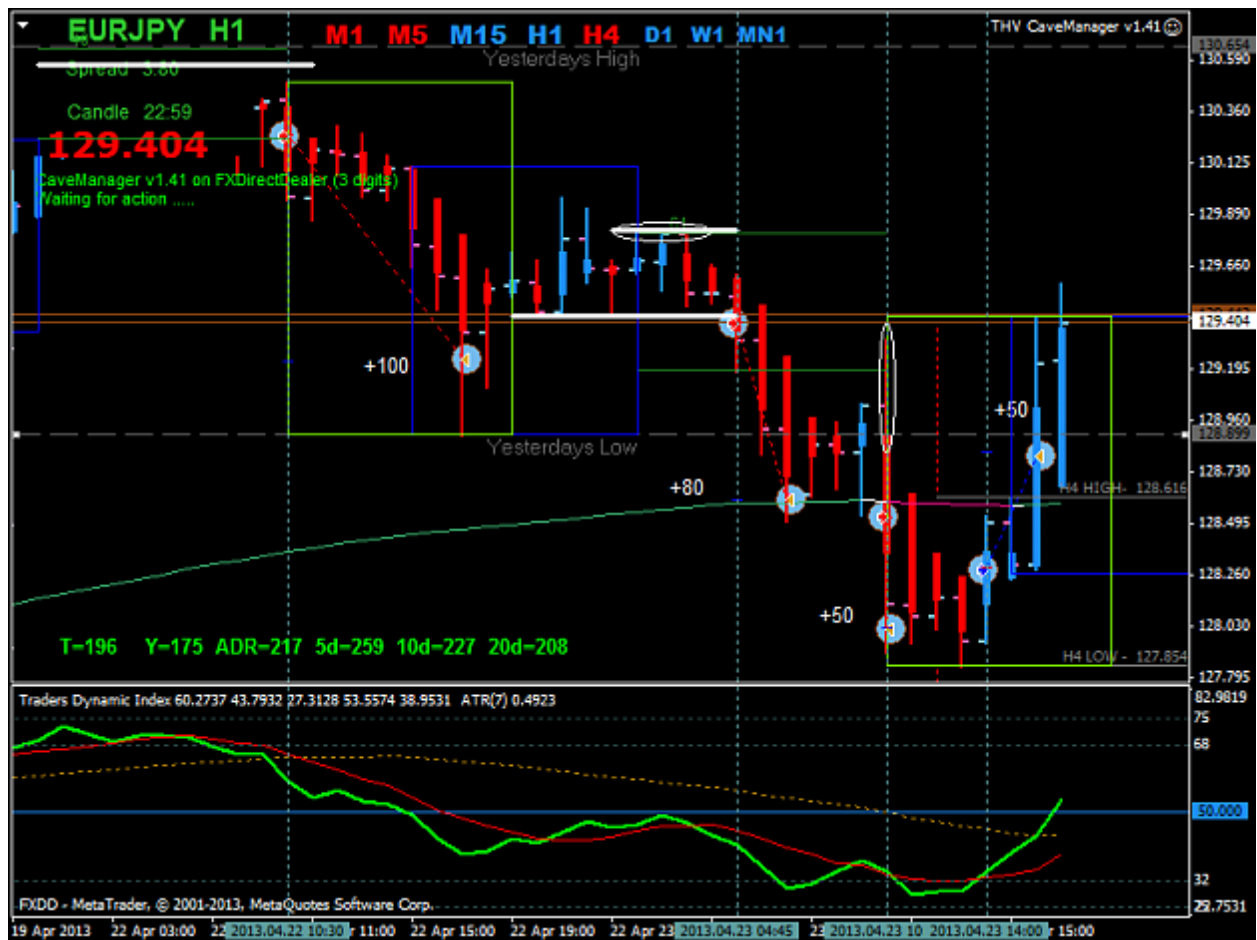 EURJPY H1
M1 M5 M15 H1 H4 D1 W1 MN1
THV CaveManager v1.41
Yesterdays High
Spread 3.80
Candle 22:59
129.404
CaveManager v1.41 on FXDirectDealer (3 digits)
Waiting for action .....
130.654
130.590
130.360
130.125
129.890
129.660
129.404
129.195
128.960
128.899
128.730
128.495
128.260
128.030
127.795
+100
+50
Yesterdays Low
+80
H4 HIGH- 128.616
+50
H4 LOW - 127.854
T=196 Y=175 ADR=217 5d=259 10d=227 20d=208
Traders Dynamic Index 60.2737 43.7932 27.3128 53.5574 38.9531 ATR(7) 0.4923
82.9819
75
68
50.000
32
FXDD - MetaTrader, © 2001-2013, MetaQuotes Software Corp.
19 Apr 2013 22 Apr 03:00 22 2013.04.22 10:30 r 11:00 22 Apr 15:00 22 Apr 19:00 22 Apr 23 2013.04.23 04:45 23 2013.04.23 10 2013.04.23 14:00 r 15:00